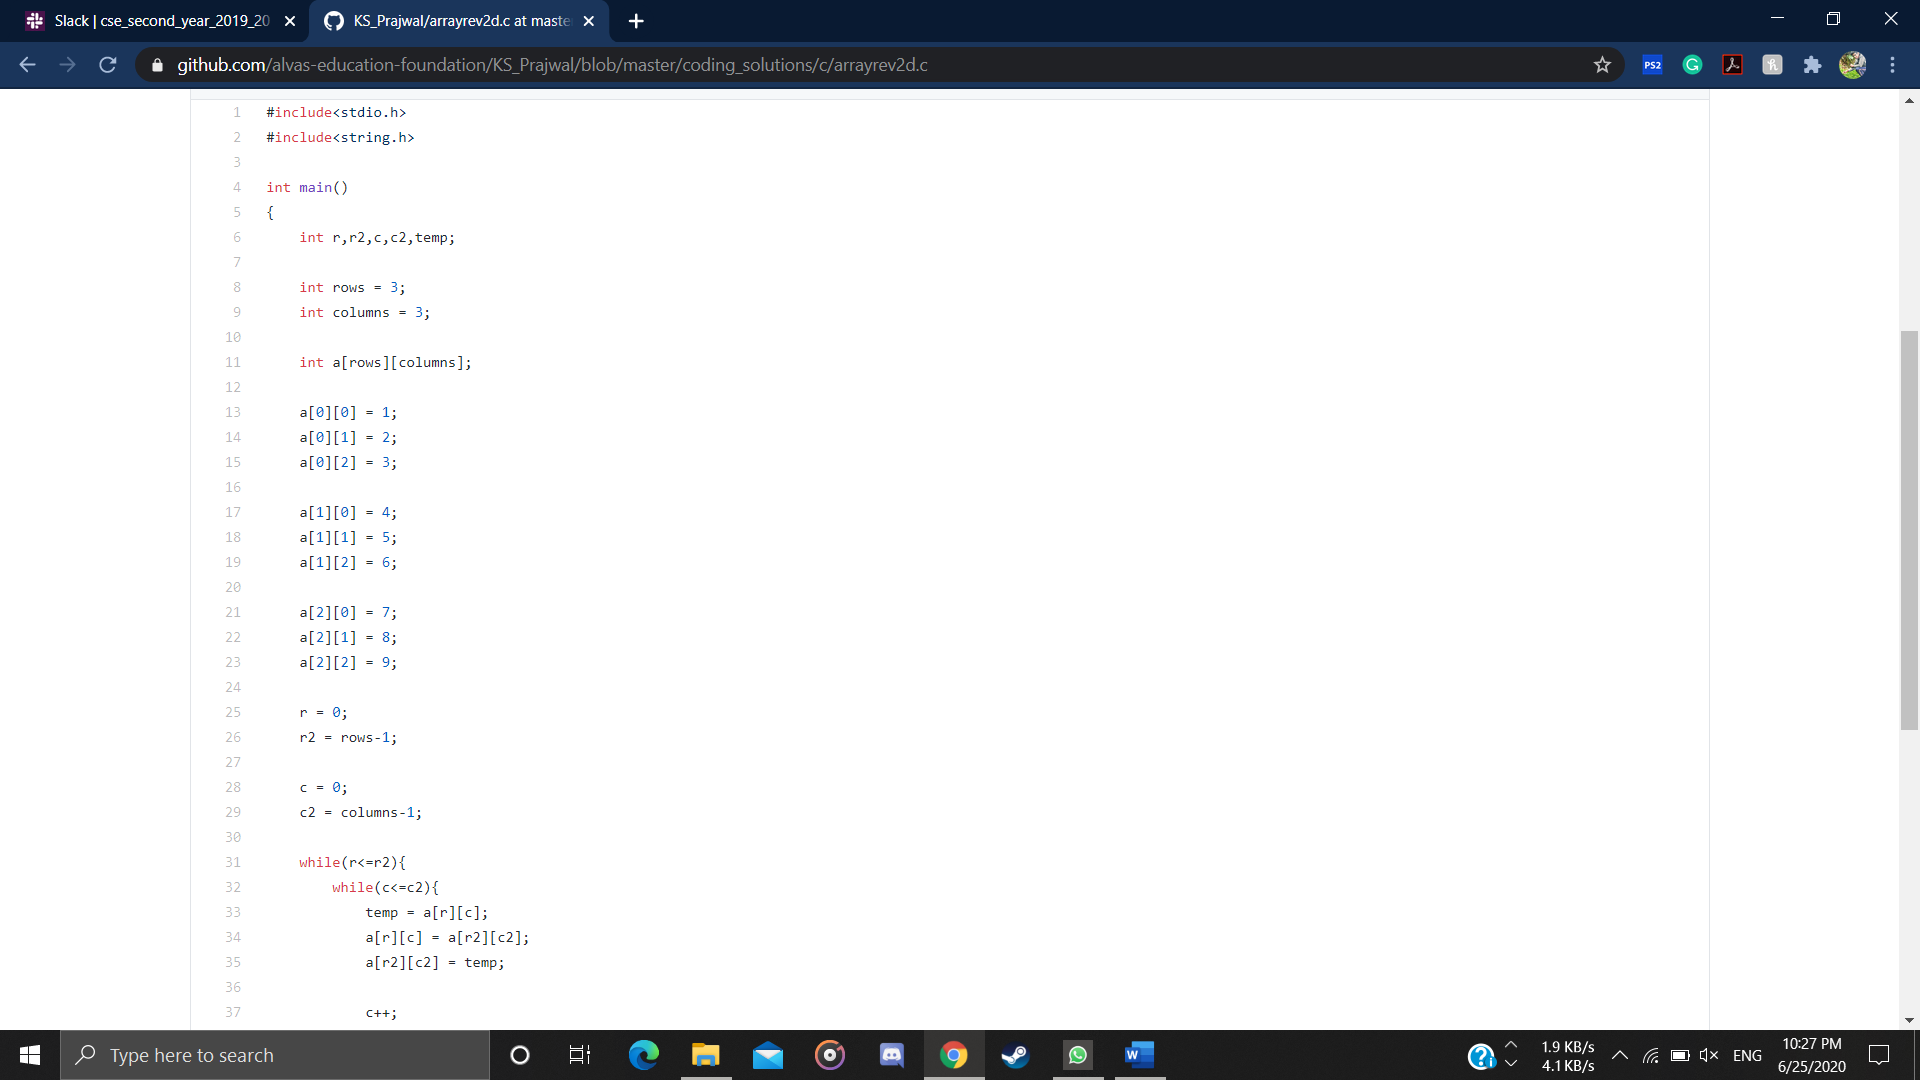 Slack | cse_second_year_2019_20
KS_Prajwal/arrayrev2d.c at maste
github.com/alvas-education-foundation/KS_Prajwal/blob/master/coding_solutions/c/arrayrev2d.c
PS2
1 #include<stdio.h>
2 #include<string.h>
3
4 int main()
5 {
6 int r,r2,c,c2,temp;
7
8 int rows = 3;
9 int columns = 3;
10
11 int a[rows][columns];
12
13 a[0][0] = 1;
14 a[0][1] = 2;
15 a[0][2] = 3;
16
17 a[1][0] = 4;
18 a[1][1] = 5;
19 a[1][2] = 6;
20
21 a[2][0] = 7;
22 a[2][1] = 8;
23 a[2][2] = 9;
24
25 r = 0;
26 r2 = rows-1;
27
28 c = 0;
29 c2 = columns-1;
30
31 while(r<=r2){
32 while(c<=c2){
33 temp = a[r][c];
34 a[r][c] = a[r2][c2];
35 a[r2][c2] = temp;
36
37 c++;
Type here to search
1.9 KB/s
4.1 KB/s
ENG
10:27 PM
6/25/2020